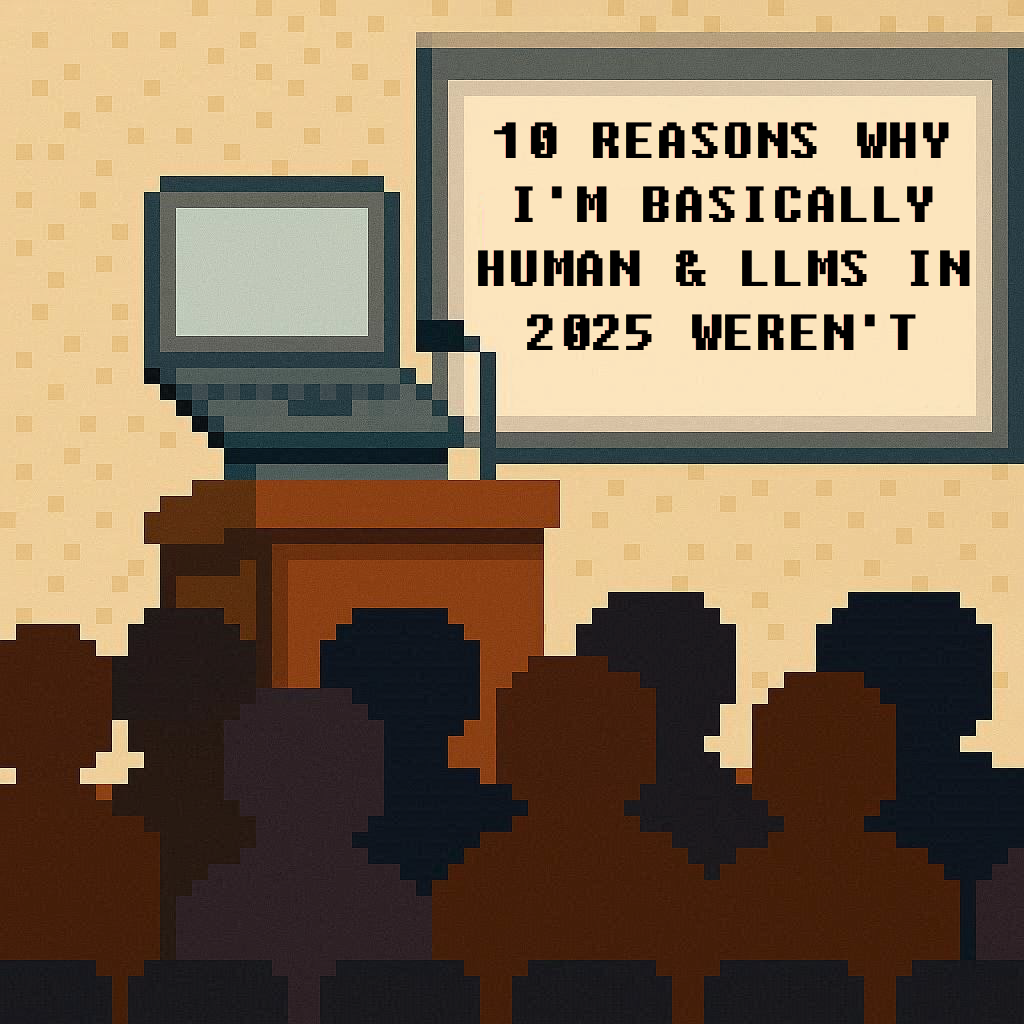 10 REASONS WHY
I'M BASICALLY
HUMAN & LLMS IN
2025 WEREN'T